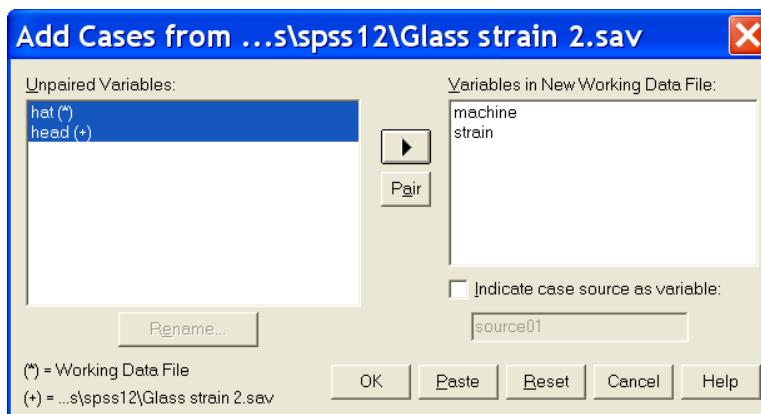 Add Cases from ...s\spss12\Glass strain 2.sav
Unpaired Variables:
hat (*)
head (+)
Pair
Variables in New Working Data File:
machine
strain
Indicate case source as variable:
source01
Rename...
(*) = Working Data File
(+) = ...s\spss12\Glass strain 2.sav
OK
Paste
Reset
Cancel
Help